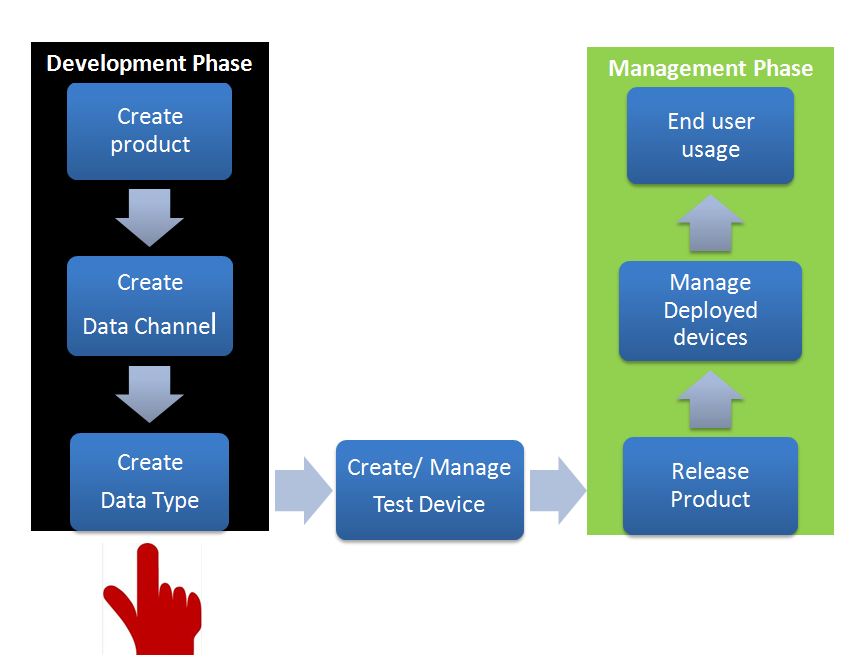 Development Phase
Create
product
Create
Data Channel
Create
Data Type
Create/ Manage
Test Device
Management Phase
End user
usage
Manage
Deployed
devices
Release
Product